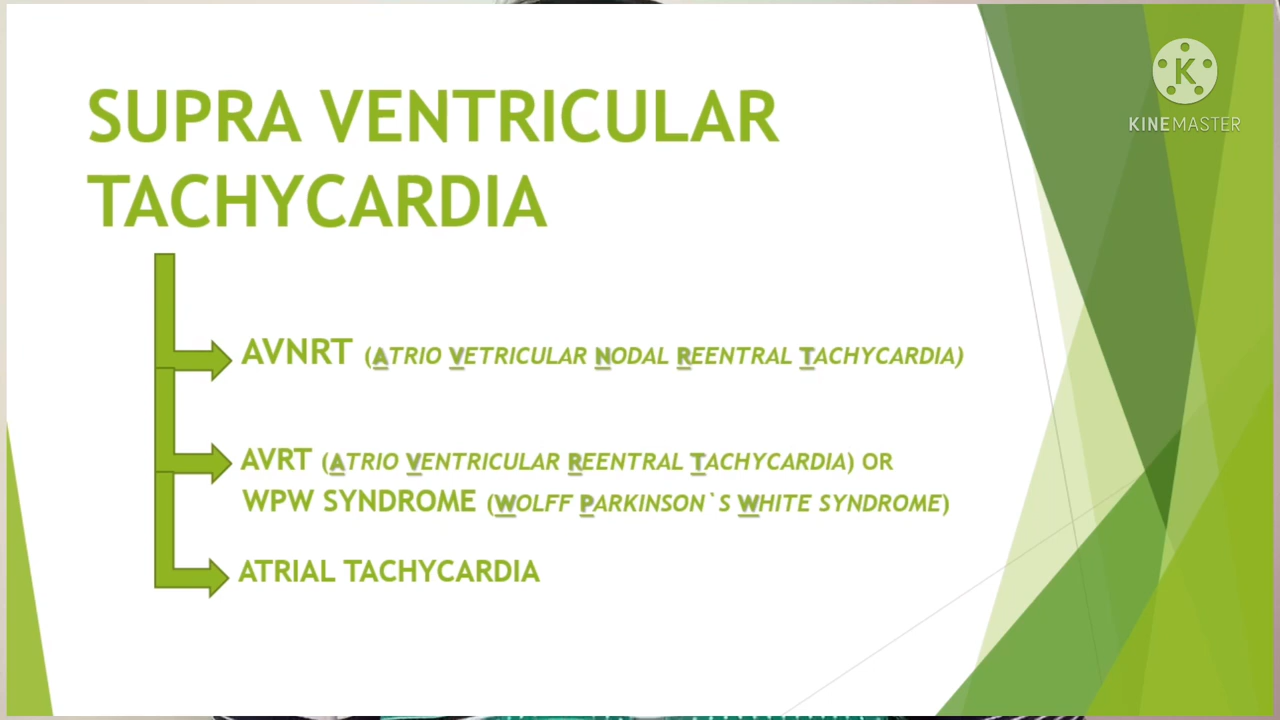 SUPRA VENTRICULAR
TACHYCARDIA
K
KINEMASTER
AVNRT (ATRIO VETRICULAR NODAL REENTRAL TACHYCARDIA)
AVRT (ATRIO VENTRICULAR REENTRAL TACHYCARDIA) OR
WPW SYNDROME (WOLFF PARKINSON`S WHITE SYNDROME)
ATRIAL TACHYCARDIA